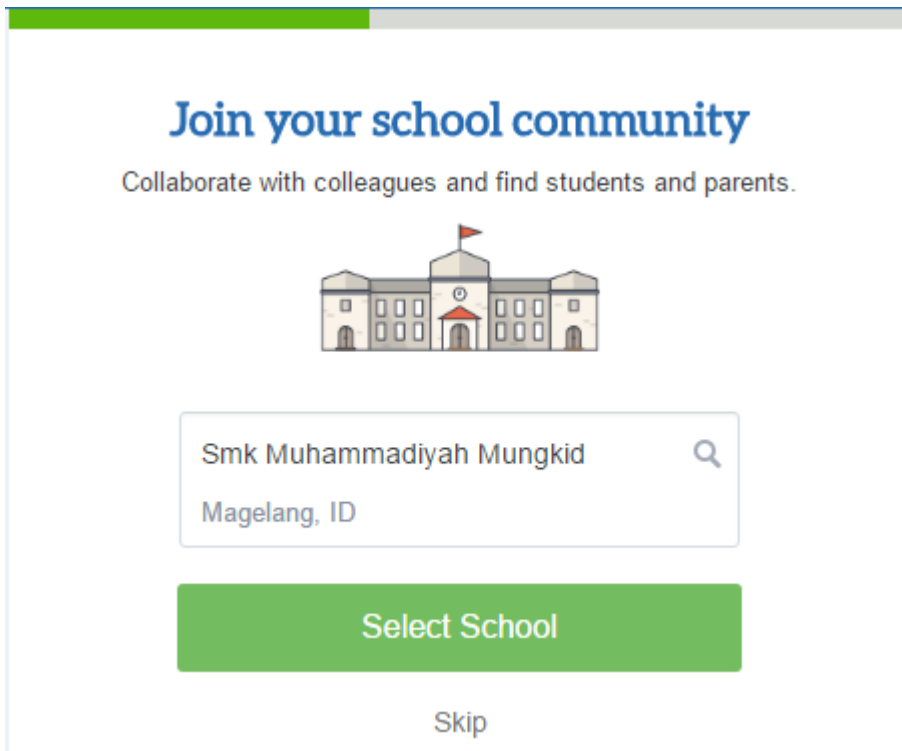 Join your school community
Collaborate with colleagues and find students and parents.
Smk Muhammadiyah Mungkid
Magelang, ID
Select School
Skip